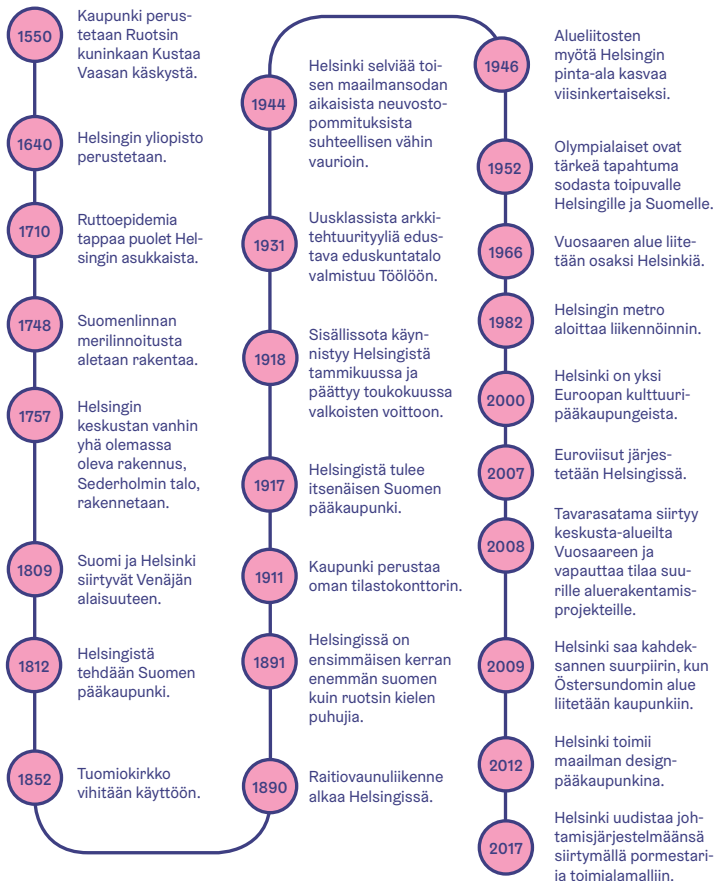 1550
Kaupunki perus-
tetaan Ruotsin
kuninkaan Kustaa
Vaasan käskystä.
1640
Helsingin yliopisto
perustetaan.
1710
Ruttoepidemia
tappaa puolet Hel-
singin asukkaista.
1748
Suomenlinnan
merilinnoitusta
aletaan rakentaa.
1757
Helsingin
keskustan vanhin
yhä olemassa
oleva rakennus,
Sederholmin talo,
rakennetaan.
1809
Suomi ja Helsinki
siirtyvät Venäjän
alaisuuteen.
1812
Helsingistä
tehdään Suomen
pääkaupunki.
1852
Tuomiokirkko
vihitään käyttöön.
1890
Raitiovaunuliikenne
alkaa Helsingissä.
1891
Helsingissä on
ensimmäisen kerran
enemmän suomen
kuin ruotsin kielen
puhujia.
1911
Kaupunki perustaa
oman tilastokonttorin.
1917
Helsingistä tulee
itsenäisen Suomen
pääkaupunki.
1918
Sisällissota käyn-
nistyy Helsingistä
tammikuussa ja
päättyy toukokuussa
valkoisten voittoon.
1931
Uusklassista arkki-
tehtuurityyliä edus-
tava eduskuntatalo
valmistuu Töölöön.
1944
Helsinki selviää toi-
sen maailmansodan
aikaisista neuvosto-
pommituksista
suhteellisen vähin
vaurioin.
1946
Alueliitosten
myötä Helsingin
pinta-ala kasvaa
viisinkertaiseksi.
1952
Olympialaiset ovat
tärkeä tapahtuma
sodasta toipuvalle
Helsingille ja Suomelle.
1966
Vuosaaren alue liite-
tään osaksi Helsinkiä.
1982
Helsingin metro
aloittaa liikennöinnin.
2000
Helsinki on yksi
Euroopan kulttuuri-
pääkaupungeista.
2007
Euroviisut järjes-
tetään Helsingissä.
2008
Tavarasatama siirtyy
keskusta-alueilta
Vuosaareen ja
vapauttaa tilaa suu-
rille aluerakentamis-
projekteille.
2009
Helsinki saa kahdek-
sannen suurpiirin, kun
Östersundomin alue
liitetään kaupunkiin.
2012
Helsinki toimii
maailman design-
pääkaupunkina.
2017
Helsinki uudistaa joh-
tamisjärjestelmäänsä
siirtymällä pormestari-
ja toimialamalliin.